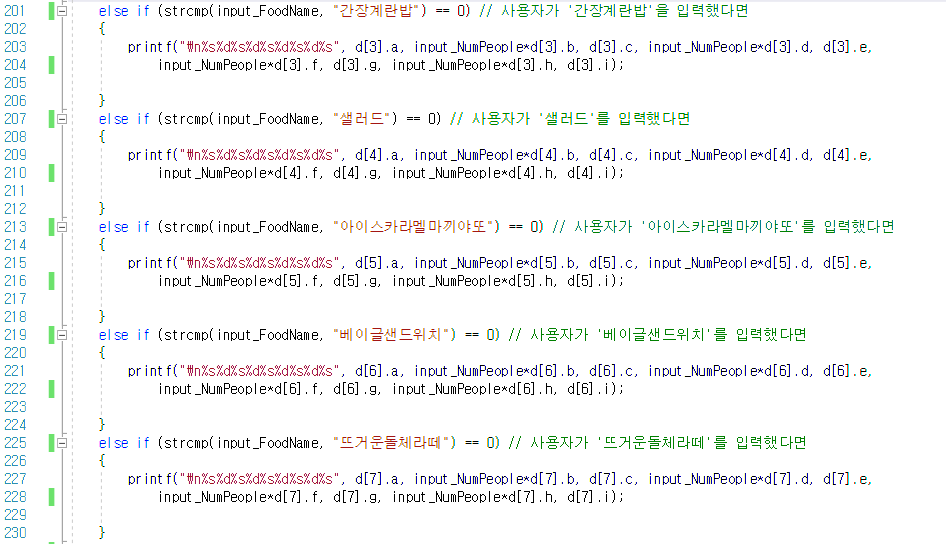 201 else if (strcmp(input_FoodName, "간장계란밥") == 0) // 사용자가 '간장계란밥'을 입력했다면
202 {
203 printf("₩n%s%d%s%d%s%d%s%d%s", d[3].a, input_NumPeople*d[3].b, d[3].c, input_NumPeople*d[3].d, d[3].e,
204 input_NumPeople*d[3].f, d[3].g, input_NumPeople*d[3].h, d[3].i);
205
206 }
207 else if (strcmp(input_FoodName, "샐러드") == 0) // 사용자가 '샐러드'를 입력했다면
208 {
209 printf("₩n%s%d%s%d%s%d%s%d%s", d[4].a, input_NumPeople*d[4].b, d[4].c, input_NumPeople*d[4].d, d[4].e,
210 input_NumPeople*d[4].f, d[4].g, input_NumPeople*d[4].h, d[4].i);
211
212 }
213 else if (strcmp(input_FoodName, "아이스카라멜마끼야또") == 0) // 사용자가 '아이스카라멜마끼야또'를 입력했다면
214 {
215 printf("₩n%s%d%s%d%s%d%s%d%s", d[5].a, input_NumPeople*d[5].b, d[5].c, input_NumPeople*d[5].d, d[5].e,
216 input_NumPeople*d[5].f, d[5].g, input_NumPeople*d[5].h, d[5].i);
217
218 }
219 else if (strcmp(input_FoodName, "베이글샌드위치") == 0) // 사용자가 '베이글샌드위치'를 입력했다면
220 {
221 printf("₩n%s%d%s%d%s%d%s%d%s", d[6].a, input_NumPeople*d[6].b, d[6].c, input_NumPeople*d[6].d, d[6].e,
222 input_NumPeople*d[6].f, d[6].g, input_NumPeople*d[6].h, d[6].i);
223
224 }
225 else if (strcmp(input_FoodName, "뜨거운돌체라떼") == 0) // 사용자가 '뜨거운돌체라떼'를 입력했다면
226 {
227 printf("₩n%s%d%s%d%s%d%s%d%s", d[7].a, input_NumPeople*d[7].b, d[7].c, input_NumPeople*d[7].d, d[7].e,
228 input_NumPeople*d[7].f, d[7].g, input_NumPeople*d[7].h, d[7].i);
229
230 }